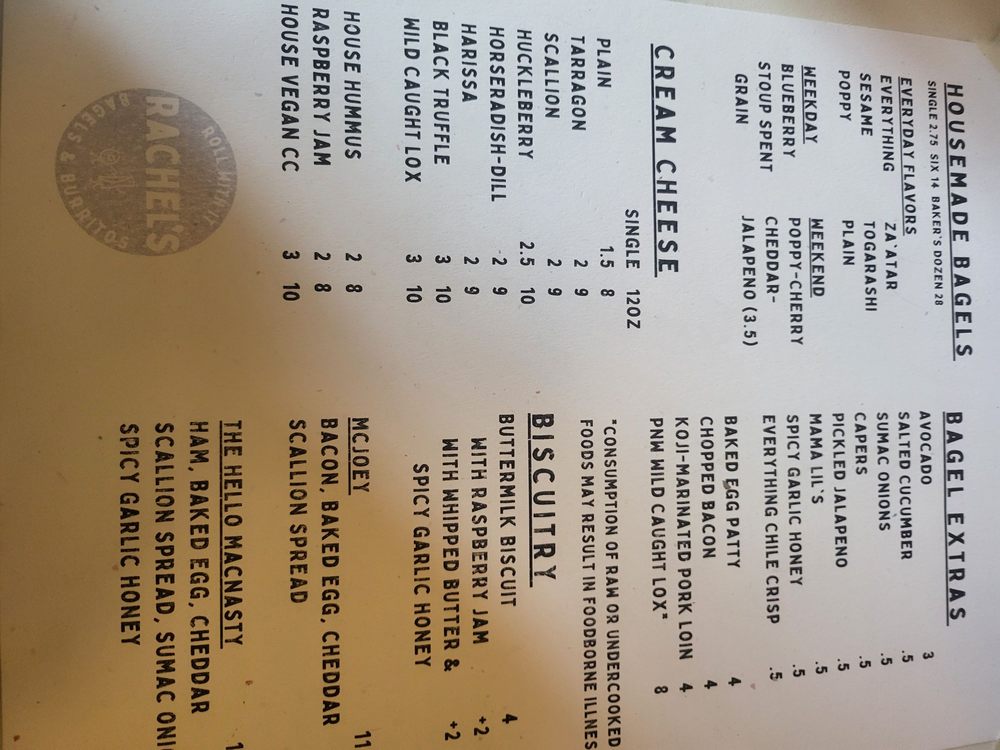 HOUSEMADE BAGELS
SINGLE 2.75 SIX 14 BAKER'S DOZEN 28
EVERYDAY FLAVORS
EVERYTHING ZA'ATAR
SESAME TOGARASHI
POPPY PLAIN
WEEKDAY WEEKEND
BLUEBERRY POPPY-CHERRY
STOUP SPENT CHEDDAR-
GRAIN JALAPENO (3.5)
CREAM CHEESE
SINGLE 12OZ
PLAIN 1.5 8
TARRAGON 2 9
SCALLION 2 9
HUCKLEBERRY 2.5 10
HORSERADISH-DILL 2 9
HARISSA 2 9
BLACK TRUFFLE 3 10
WILD CAUGHT LOX 3 10
HOUSE HUMMUS 2 8
RASPBERRY JAM 2 8
HOUSE VEGAN CC 3 10
ROLL WITH IT
RACHEL'S
BAGELS & BURRITOS
BAGEL EXTRAS
AVOCADO 3
SALTED CUCUMBER .5
SUMAC ONIONS .5
CAPERS .5
PICKLED JALAPENO .5
MAMA LIL'S .5
SPICY GARLIC HONEY .5
EVERYTHING CHILE CRISP .5
BAKED EGG PATTY 4
CHOPPED BACON 4
KOJI-MARINATED PORK LOIN 4
PNW WILD CAUGHT LOX* 8
*CONSUMPTION OF RAW OR UNDERCOOKED
FOODS MAY RESULT IN FOODBORNE ILLNES
BISCUITRY
BUTTERMILK BISCUIT 4
WITH RASPBERRY JAM +2
WITH WHIPPED BUTTER & +2
SPICY GARLIC HONEY
MCJOEY 11
BACON, BAKED EGG, CHEDDAR
SCALLION SPREAD
THE HELLO MACNASTY 1
HAM, BAKED EGG, CHEDDAR
SCALLION SPREAD, SUMAC ONI
SPICY GARLIC HONEY